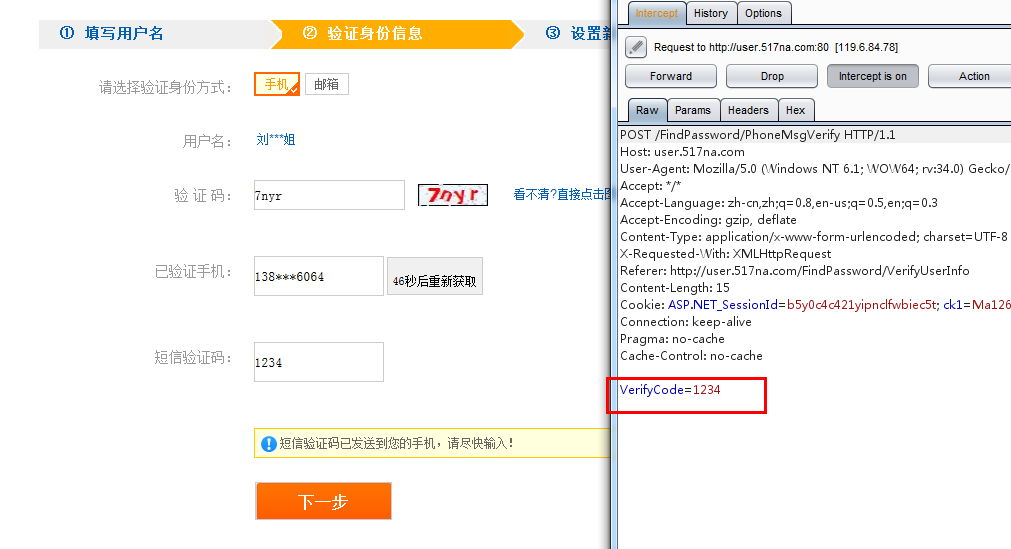 ① 填写用户名
② 验证身份信息
③ 设置新
请选择验证身份方式：
手机
邮箱
用户名：
刘***姐
验 证 码：
7nyr
7nyr
看不清?直接点击图
已验证手机：
138***6064
46秒后重新获取
短信验证码：
1234
短信验证码已发送到您的手机，请尽快输入！
下一步
Intercept
History
Options
Request to http://user.517na.com:80 [119.6.84.78]
Forward
Drop
Intercept is on
Action
Raw
Params
Headers
Hex
POST /FindPassword/PhoneMsgVerify HTTP/1.1
Host: user.517na.com
User-Agent: Mozilla/5.0 (Windows NT 6.1; WOW64; rv:34.0) Gecko/
Accept: */*
Accept-Language: zh-cn,zh;q=0.8,en-us;q=0.5,en;q=0.3
Accept-Encoding: gzip, deflate
Content-Type: application/x-www-form-urlencoded; charset=UTF-8
X-Requested-With: XMLHttpRequest
Referer: http://user.517na.com/FindPassword/VerifyUserInfo
Content-Length: 15
Cookie: ASP.NET_SessionId=b5y0c4c421yipnclfwbiec5t; ck1=Ma126
Connection: keep-alive
Pragma: no-cache
Cache-Control: no-cache
VerifyCode=1234